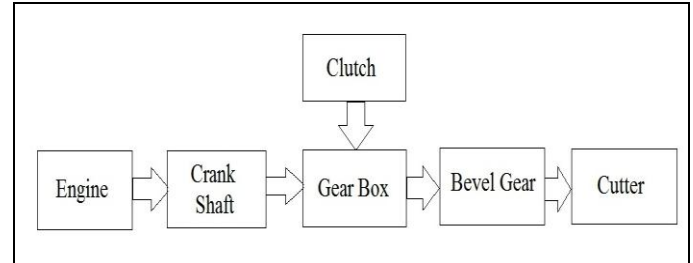 Clutch
Engine
Crank
Shaft
Gear Box
Bevel Gear
Cutter